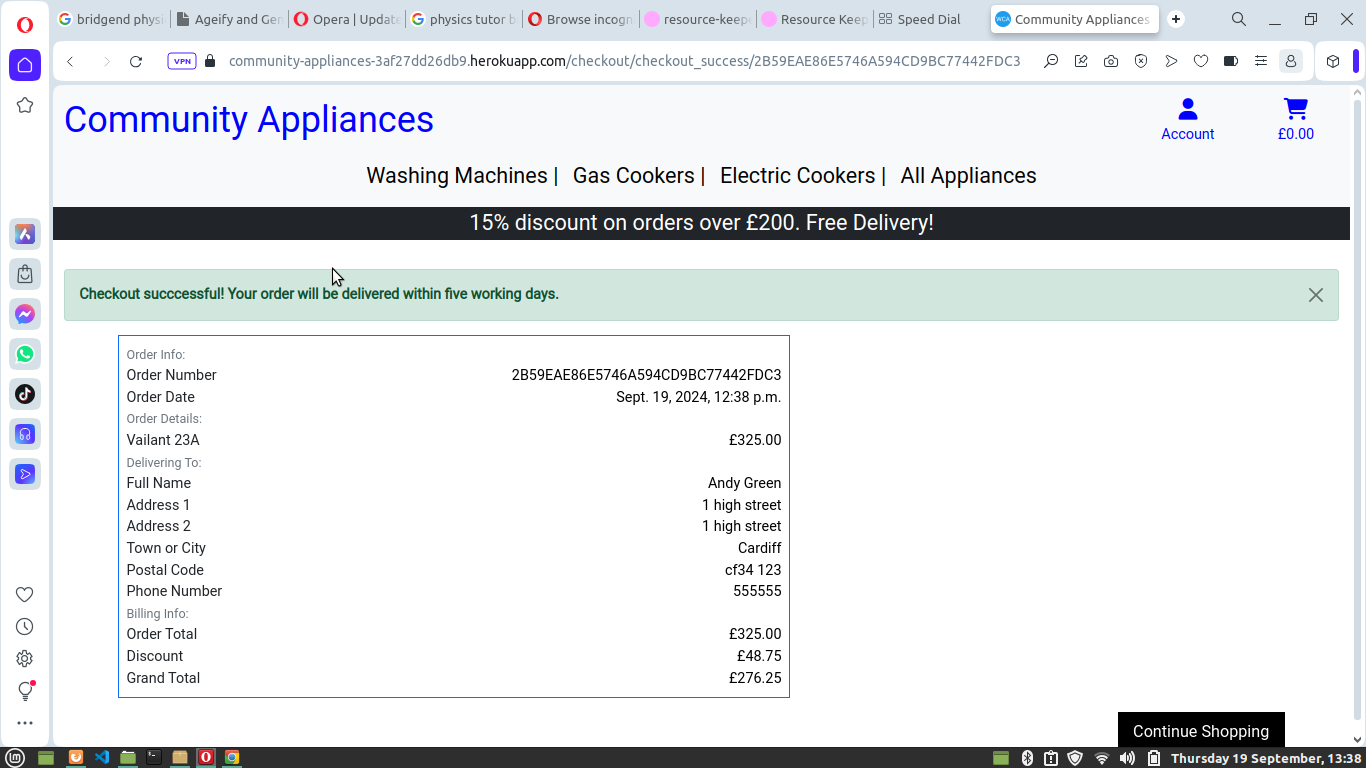 bridgend physi
Ageify and Gen
Opera | Update
physics tutor b
Browse incogn
resource-keepe
Resource Keep
Speed Dial
WCA Community Appliances
VPN community-appliances-3af27dd26db9.herokuapp.com/checkout/checkout_success/2B59EAE86E5746A594CD9BC77442FDC3
Community Appliances
Account
£0.00
Washing Machines | Gas Cookers | Electric Cookers | All Appliances
15% discount on orders over £200. Free Delivery!
Checkout succcessful! Your order will be delivered within five working days.
Order Info:
Order Number 2B59EAE86E5746A594CD9BC77442FDC3
Order Date Sept. 19, 2024, 12:38 p.m.
Order Details:
Vailant 23A £325.00
Delivering To:
Full Name Andy Green
Address 1 1 high street
Address 2 1 high street
Town or City Cardiff
Postal Code cf34 123
Phone Number 555555
Billing Info:
Order Total £325.00
Discount £48.75
Grand Total £276.25
Continue Shopping
Thursday 19 September, 13:38